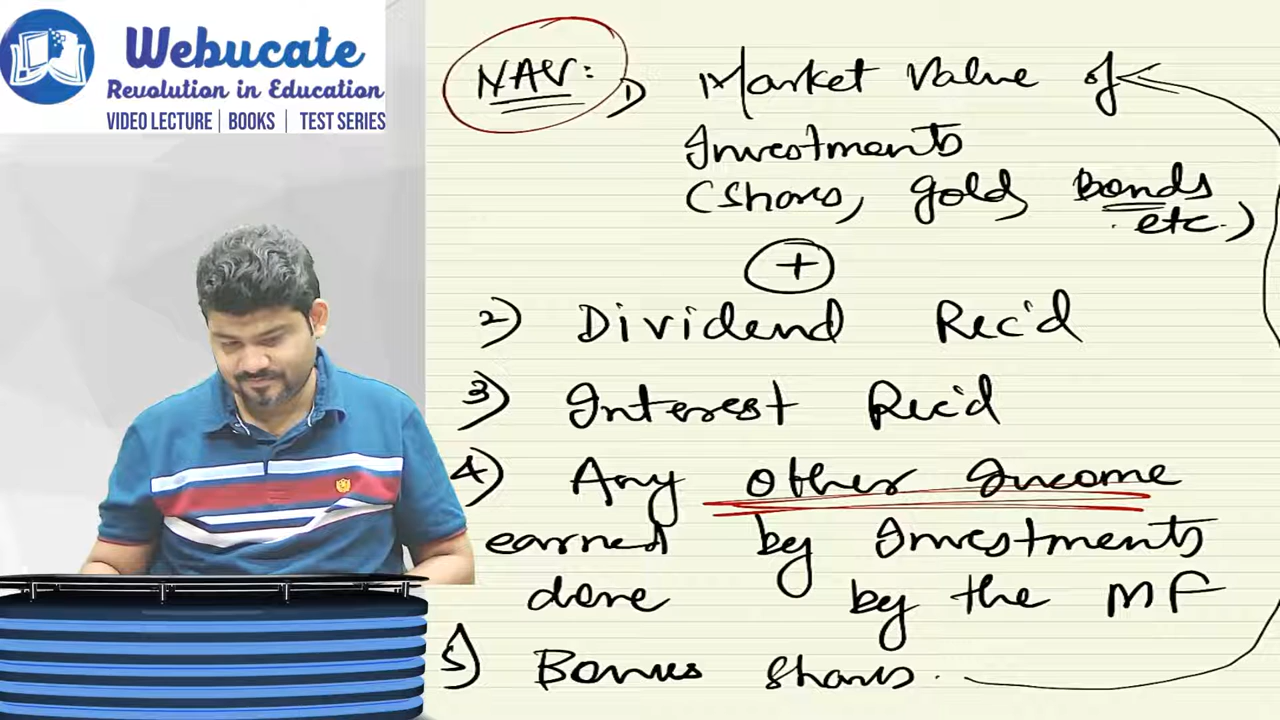 Webucate
Revolution in Education
VIDEO LECTURE | BOOKS | TEST SERIES
NAV: 1) Market Value of
Investments
(Shares, gold Bonds
etc.)
+
2) Dividend Rec'd
3) Interest Rec'd
4) Any other Income
earned by Investments
done by the MF
5) Bonus Shares